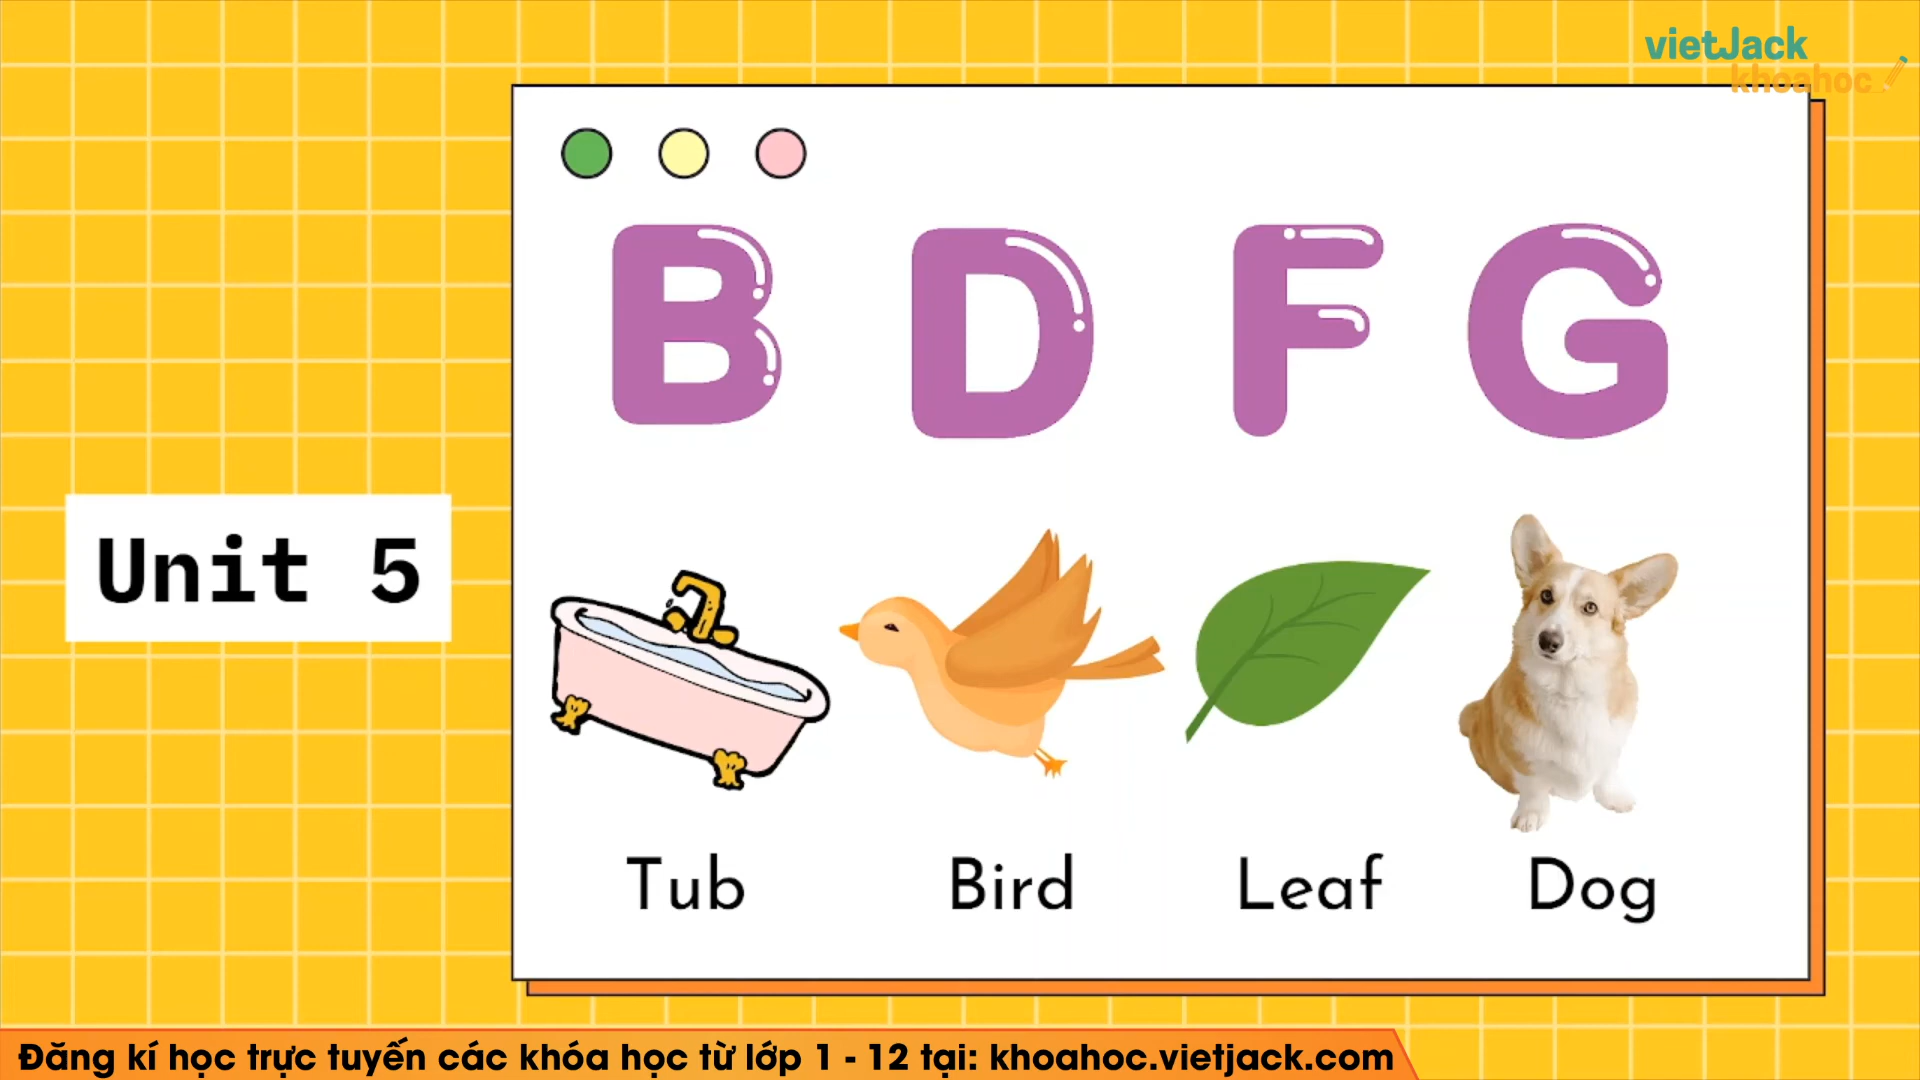 vietJack
khoahoc
B D F G
Unit 5
Tub Bird Leaf Dog
Đăng kí học trực tuyến các khóa học từ lớp 1 - 12 tại: khoahoc.vietjack.com